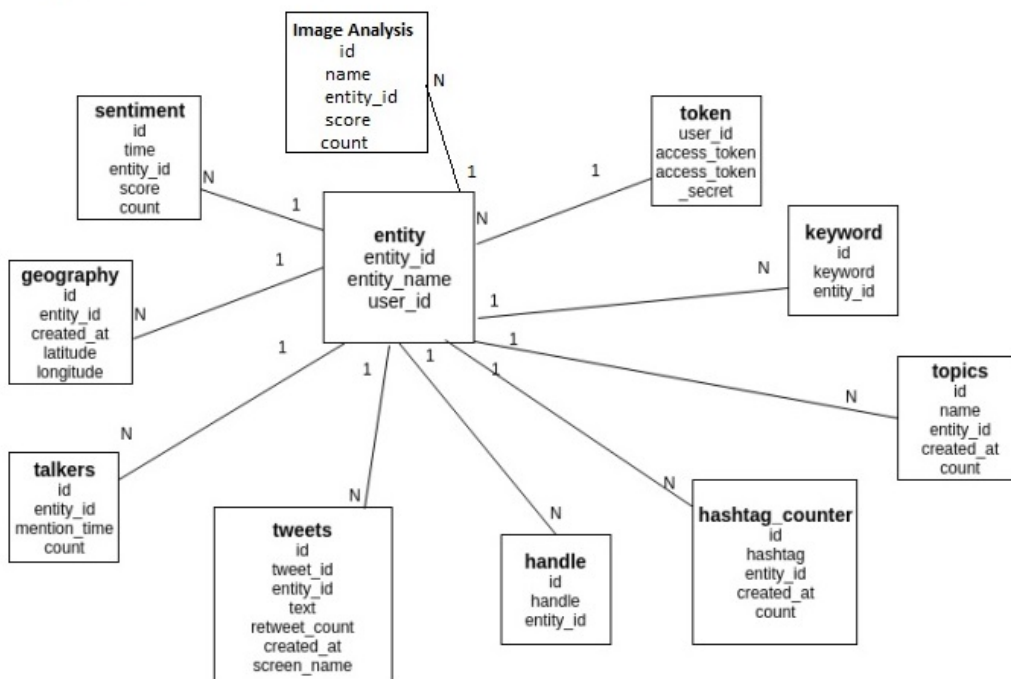 Image Analysis
id
name
entity_id
score
count
N
1
sentiment
id
time
entity_id
score
count
N
1
token
user_id
access_token
access_token
_secret
1
N
entity
entity_id
entity_name
user_id
keyword
id
keyword
entity_id
N
1
geography
id
entity_id
created_at
latitude
longitude
N
1
topics
id
name
entity_id
created_at
count
N
1
talkers
id
entity_id
mention_time
count
N
1
tweets
id
tweet_id
entity_id
text
retweet_count
created_at
screen_name
N
1
handle
id
handle
entity_id
N
1
hashtag_counter
id
hashtag
entity_id
created_at
count
N
1